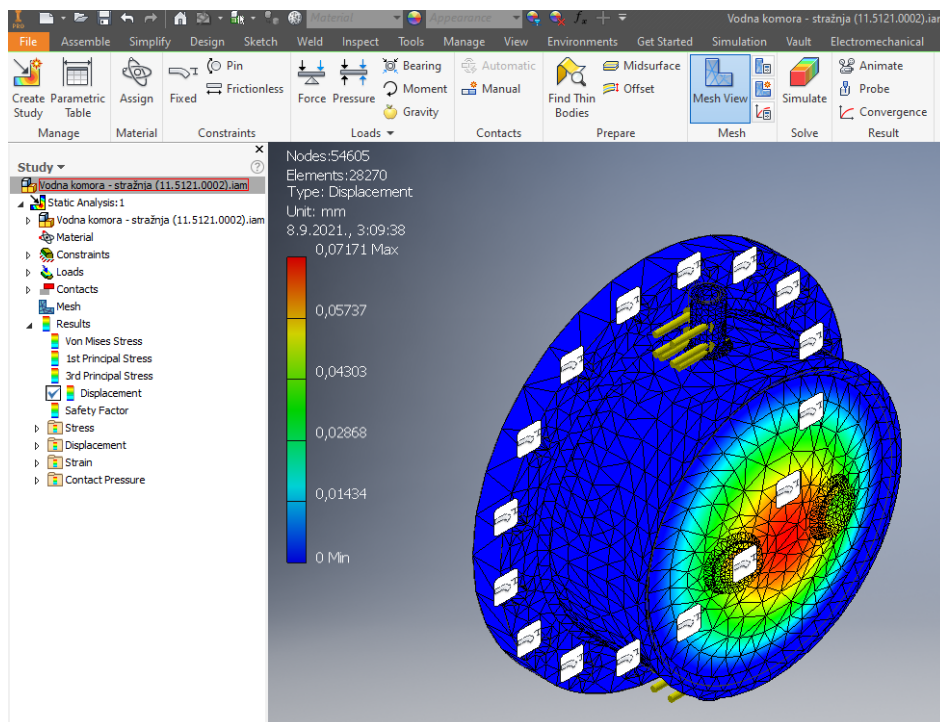 I
PRO
Material
Appearance
fx
Vodna komora - stražnja (11.5121.0002).iam
File Assemble Simplify Design Sketch Weld Inspect Tools Manage View Environments Get Started Simulation Vault Electromechanical
Create Study
Parametric Table
Assign
Fixed
Pin
Frictionless
Force
Pressure
Bearing
Moment
Gravity
Automatic
Manual
Find Thin Bodies
Midsurface
Offset
Mesh View
Simulate
Animate
Probe
Convergence
Manage Material Constraints Loads Contacts Prepare Mesh Solve Result
Study
Vodna komora - stražnja (11.5121.0002).iam
Static Analysis:1
Vodna komora - stražnja (11.5121.0002).iam
Material
Constraints
Loads
Contacts
Mesh
Results
Von Mises Stress
1st Principal Stress
3rd Principal Stress
Displacement
Safety Factor
Stress
Displacement
Strain
Contact Pressure
Nodes:54605
Elements:28270
Type: Displacement
Unit: mm
8.9.2021., 3:09:38
0,07171 Max
0,05737
0,04303
0,02868
0,01434
0 Min